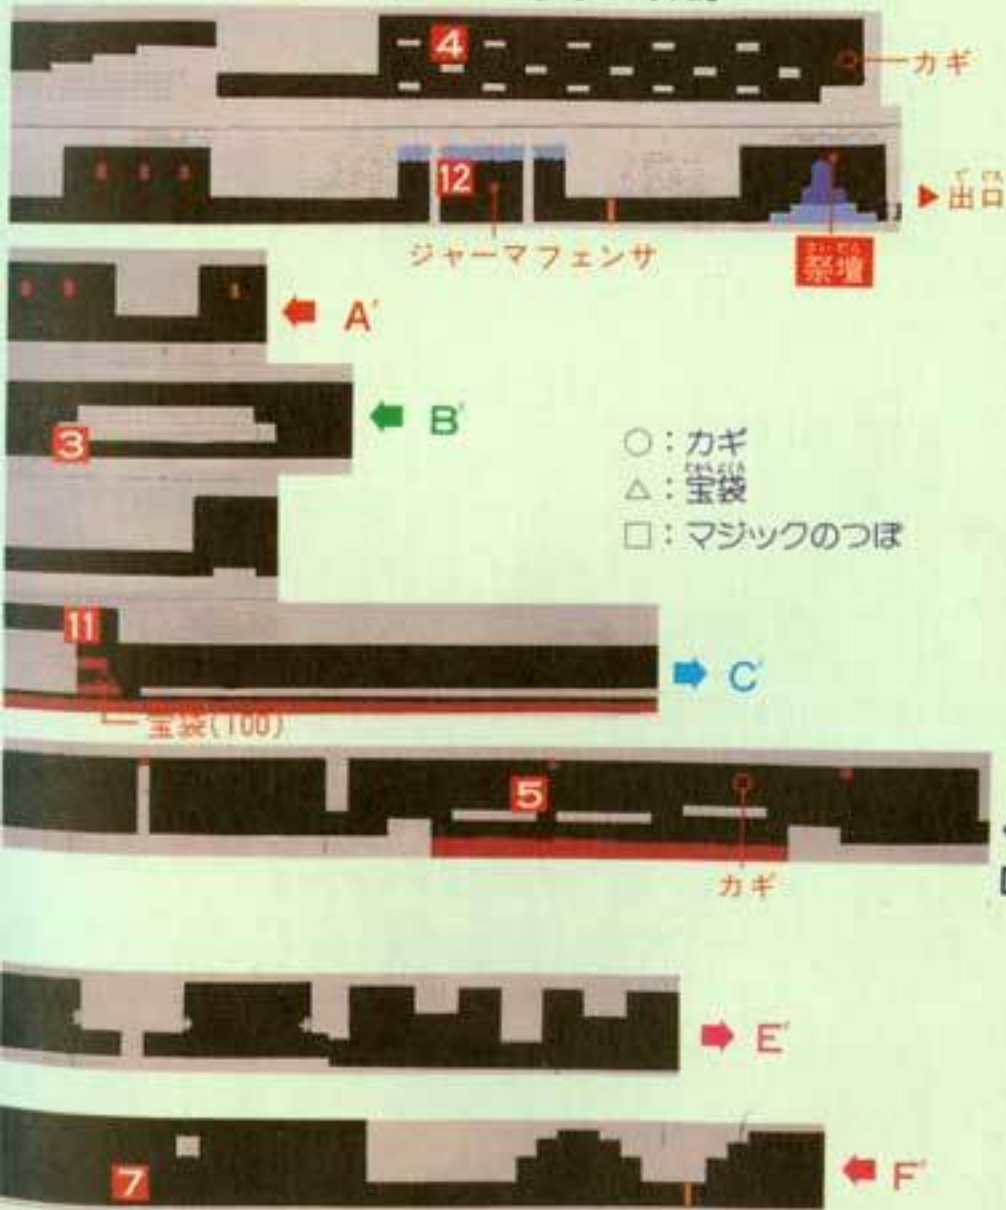 4
カギ
12
▶出口
ジャーマフェンサ
祭壇
A'
B'
3
○：カギ
△：宝袋
□：マジックのつぼ
11
C'
宝袋(100)
5
カギ
E'
7
F'